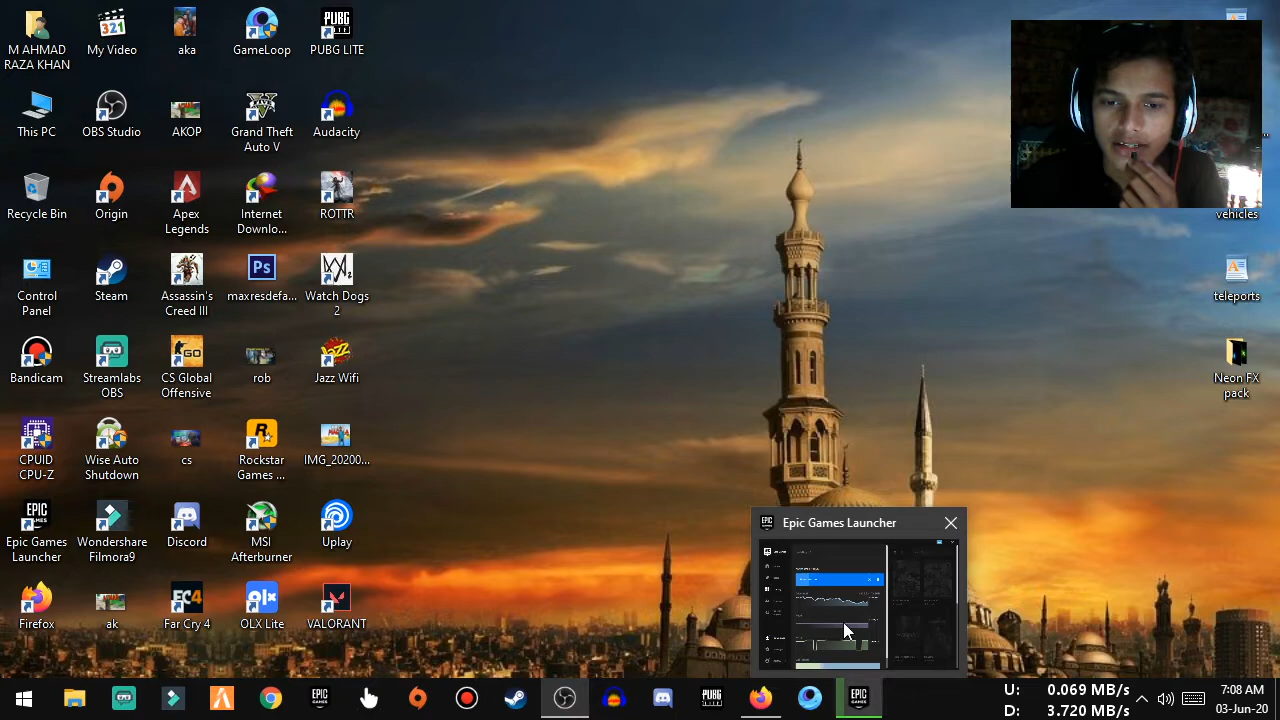 M AHMAD
RAZA KHAN
My Video
aka
GameLoop
PUBG LITE
This PC
OBS Studio
AKOP
Grand Theft
Auto V
Audacity
Recycle Bin
Origin
Apex
Legends
Internet
Downlo...
ROTTR
vehicles
Control
Panel
Steam
Assassin's
Creed III
maxresdefa...
Watch Dogs
2
teleports
Bandicam
Streamlabs
OBS
CS Global
Offensive
rob
Jazz Wifi
Neon FX
pack
CPUID
CPU-Z
Wise Auto
Shutdown
cs
Rockstar
Games ...
IMG_20200...
Epic Games
Launcher
Wondershare
Filmora9
Discord
MSI
Afterburner
Uplay
Epic Games Launcher
Firefox
ak
Far Cry 4
OLX Lite
VALORANT
U: 0.069 MB/s
D: 3.720 MB/s
7:08 AM
03-Jun-20